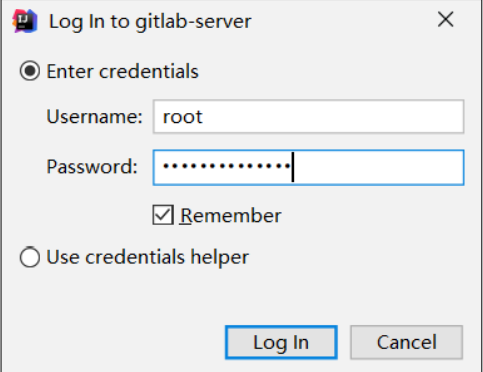 Log In to gitlab-server
Enter credentials
Username: root
Password: ••••••••••••••
Remember
Use credentials helper
Log In Cancel